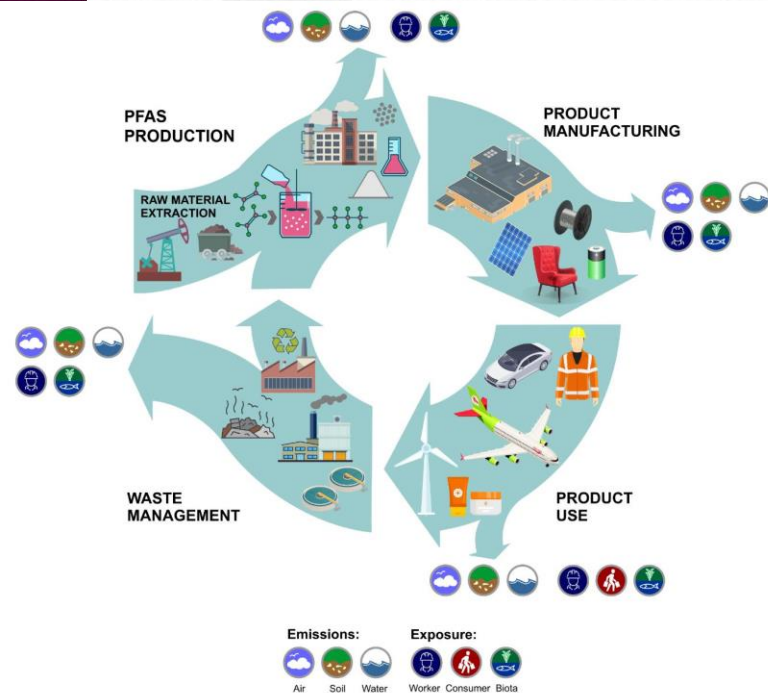 PFAS
PRODUCTION
PRODUCT
MANUFACTURING
RAW MATERIAL
EXTRACTION
WASTE
MANAGEMENT
PRODUCT
USE
Emissions:
Exposure:
Air
Soil
Water
Worker
Consumer
Biota